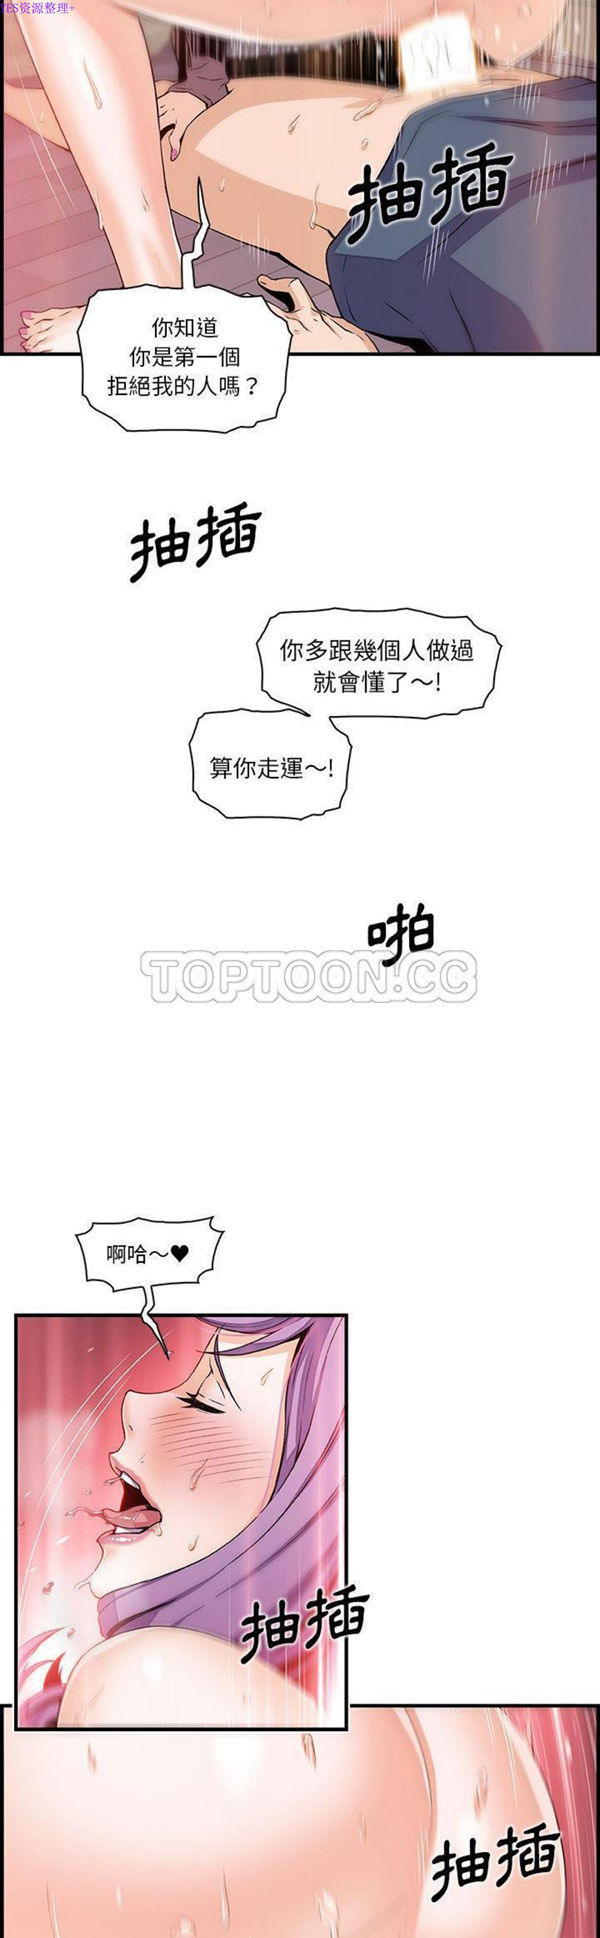 YES资源整理+
抽插
你知道
你是第一個
拒絕我的人嗎？
抽插
你多跟幾個人做過
就會懂了～!
算你走運～!
啪
TOPTOON.CC
啊哈～♥
抽插
抽插